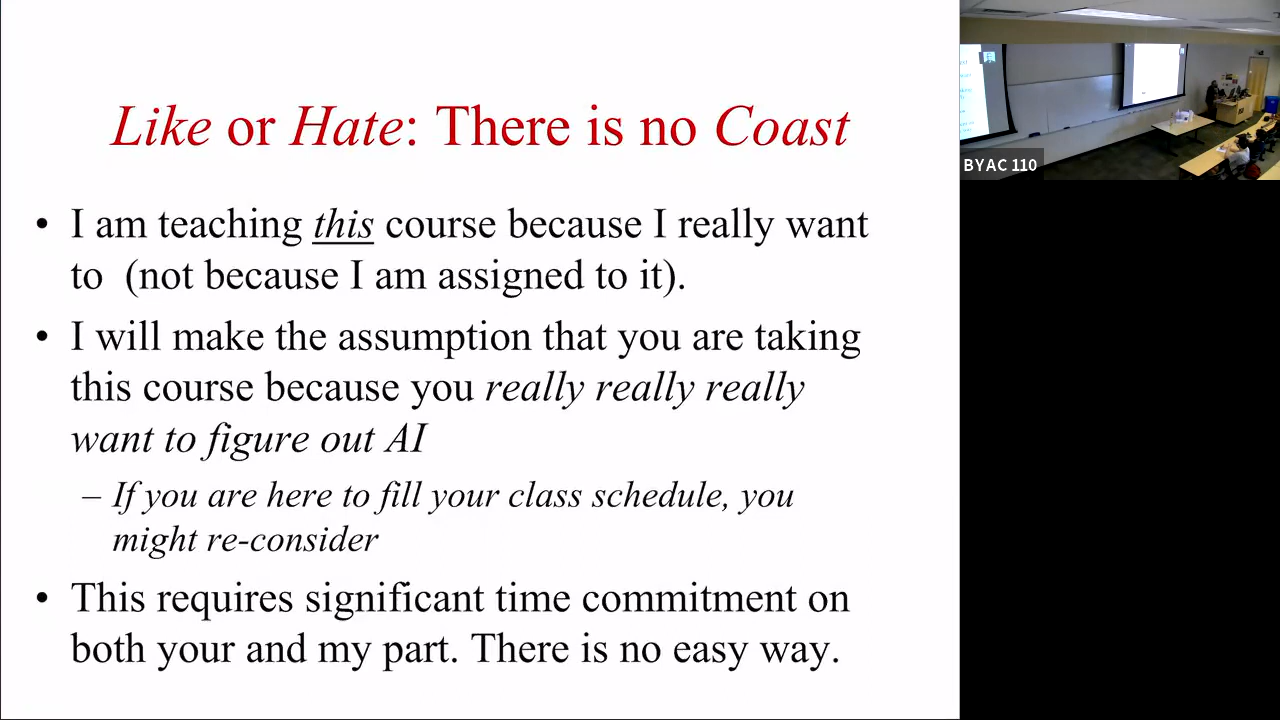 Like or Hate: There is no Coast
• I am teaching this course because I really want
to (not because I am assigned to it).
• I will make the assumption that you are taking
this course because you really really really
want to figure out AI
– If you are here to fill your class schedule, you
might re-consider
• This requires significant time commitment on
both your and my part. There is no easy way.
BYAC 110